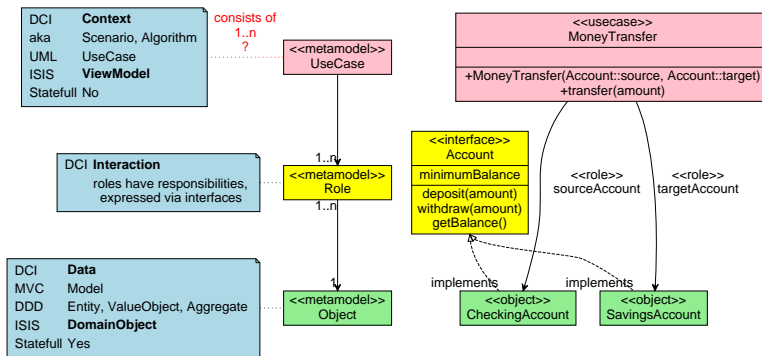 DCI Context
aka Scenario, Algorithm
UML UseCase
ISIS ViewModel
Statefull No
consists of
1..n
?
<<metamodel>>
UseCase
<<usecase>>
MoneyTransfer
+MoneyTransfer(Account::source, Account::target)
+transfer(amount)
DCI Interaction
roles have responsibilities,
expressed via interfaces
1..n
<<metamodel>>
Role
1..n
<<interface>>
Account
minimumBalance
deposit(amount)
withdraw(amount)
getBalance()
<<role>>
sourceAccount
<<role>>
targetAccount
DCI Data
MVC Model
DDD Entity, ValueObject, Aggregate
ISIS DomainObject
Statefull Yes
1
<<metamodel>>
Object
implements
<<object>>
CheckingAccount
implements
<<object>>
SavingsAccount